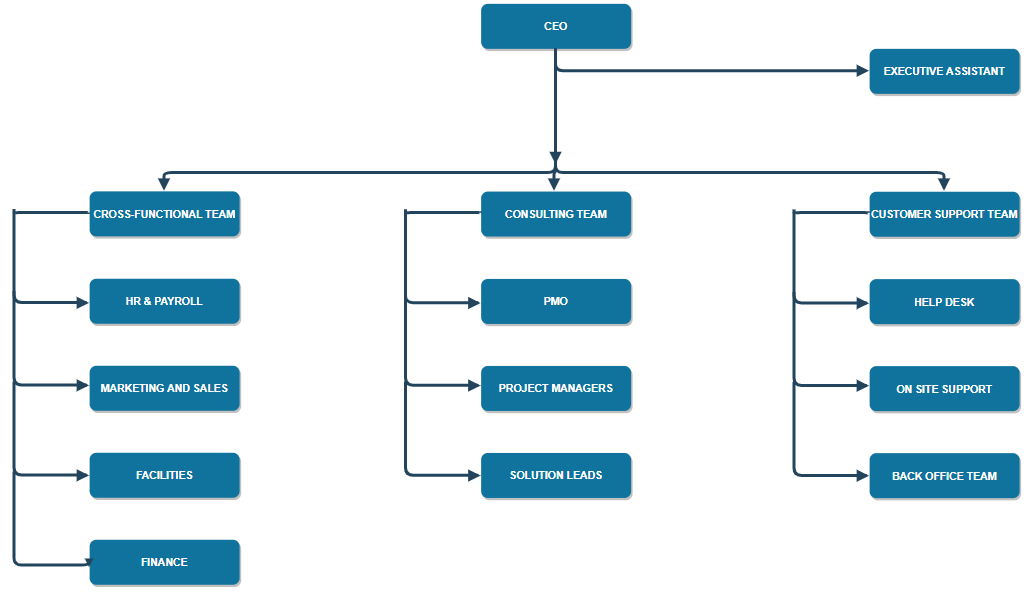 CEO
EXECUTIVE ASSISTANT
CROSS-FUNCTIONAL TEAM
CONSULTING TEAM
CUSTOMER SUPPORT TEAM
HR & PAYROLL
PMO
HELP DESK
MARKETING AND SALES
PROJECT MANAGERS
ON SITE SUPPORT
FACILITIES
SOLUTION LEADS
BACK OFFICE TEAM
FINANCE